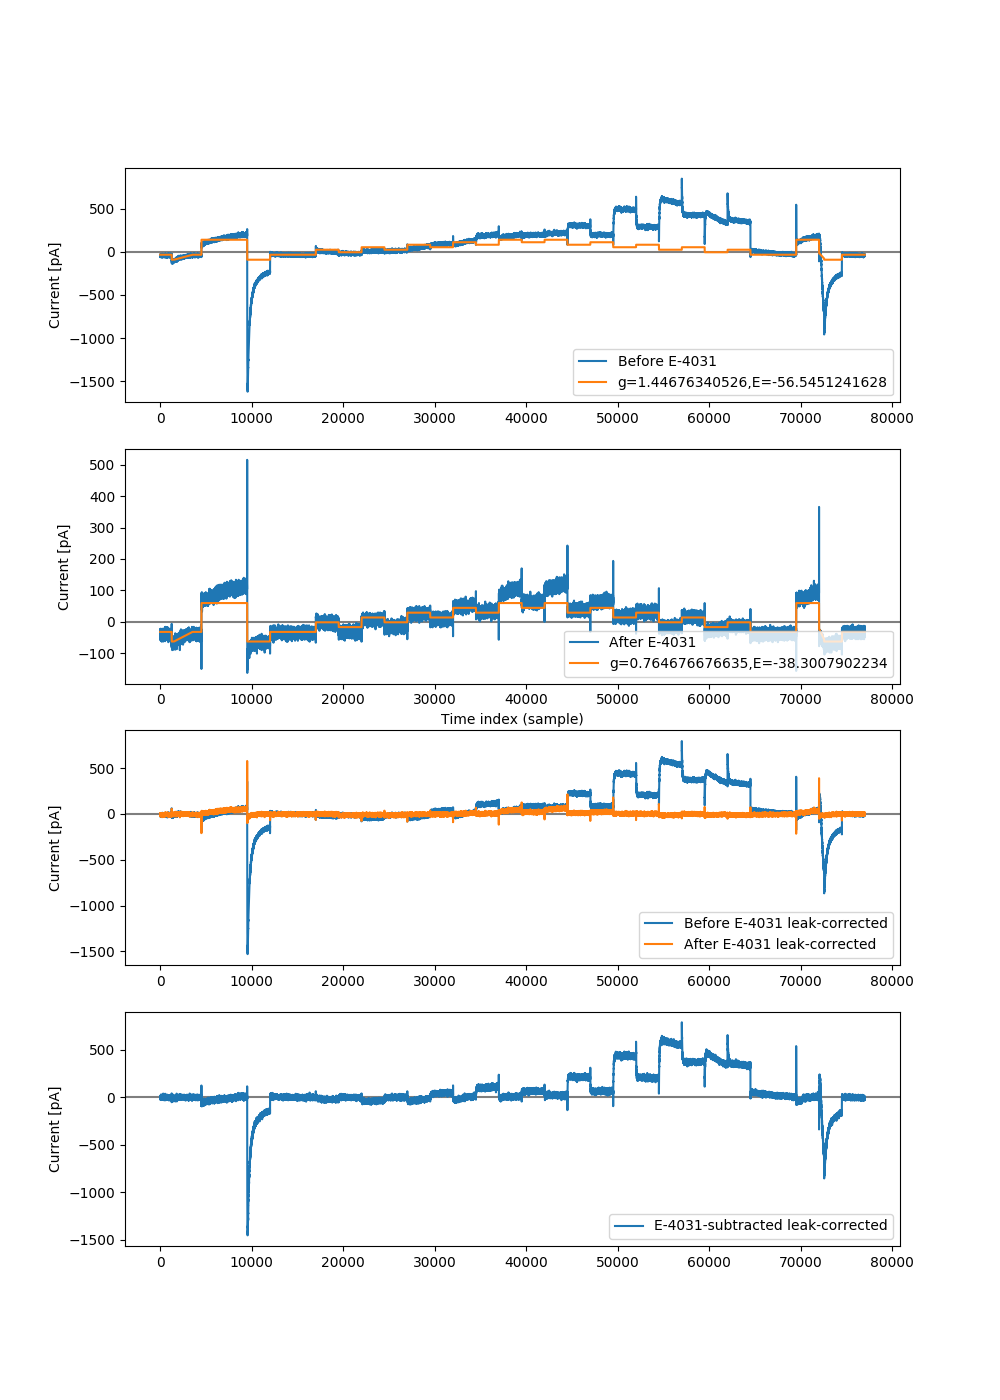 500
0
−500
−1000
−1500
Current [pA]
Before E-4031
g=1.44676340526,E=-56.5451241628
0 10000 20000 30000 40000 50000 60000 70000 80000
500
400
300
200
100
0
−100
Current [pA]
After E-4031
g=0.764676676635,E=-38.3007902234
0 10000 20000 30000 40000 50000 60000 70000 80000
Time index (sample)
500
0
−500
−1000
−1500
Current [pA]
Before E-4031 leak-corrected
After E-4031 leak-corrected
0 10000 20000 30000 40000 50000 60000 70000 80000
500
0
−500
−1000
−1500
Current [pA]
E-4031-subtracted leak-corrected
0 10000 20000 30000 40000 50000 60000 70000 80000